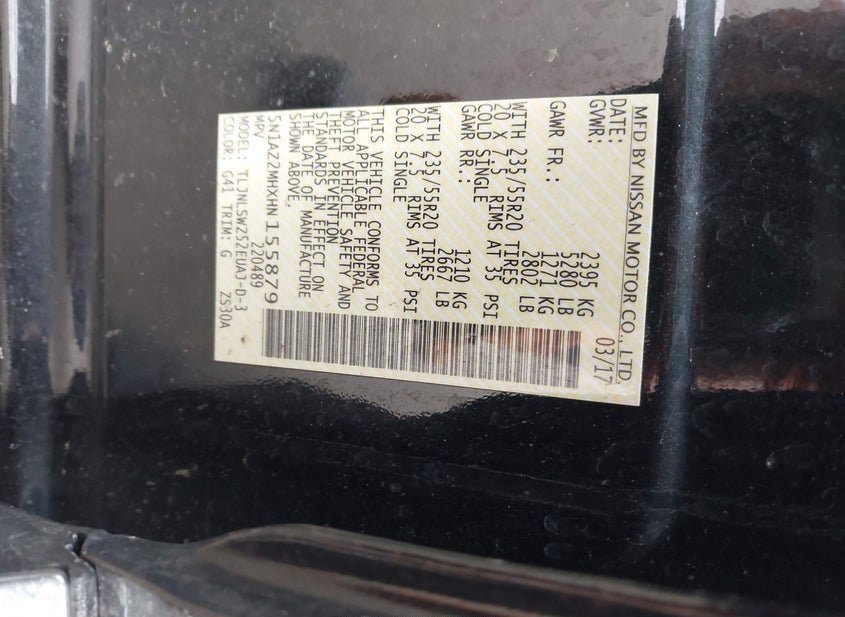 MFD BY NISSAN MOTOR CO., LTD.
DATE: 03/17
GVWR: 2395 KG
5280 LB
GAWR FR.: 1271 KG
2802 LB
WITH 235/55R20 TIRES
20 X 7.5 RIMS AT 35 PSI
COLD SINGLE
GAWR RR.: 1210 KG
2667 LB
WITH 235/55R20 TIRES
20 X 7.5 RIMS AT 35 PSI
COLD SINGLE
THIS VEHICLE CONFORMS TO
ALL APPLICABLE FEDERAL
MOTOR VEHICLE SAFETY AND
THEFT PREVENTION
STANDARDS IN EFFECT ON
THE DATE OF MANUFACTURE
SHOWN ABOVE.
5N1AZ2MHXHN155879
MPV 220489
MODEL: TLJNLSWZ52EUAJ-D-3
COLOR: G41 TRIM: G ZS30A